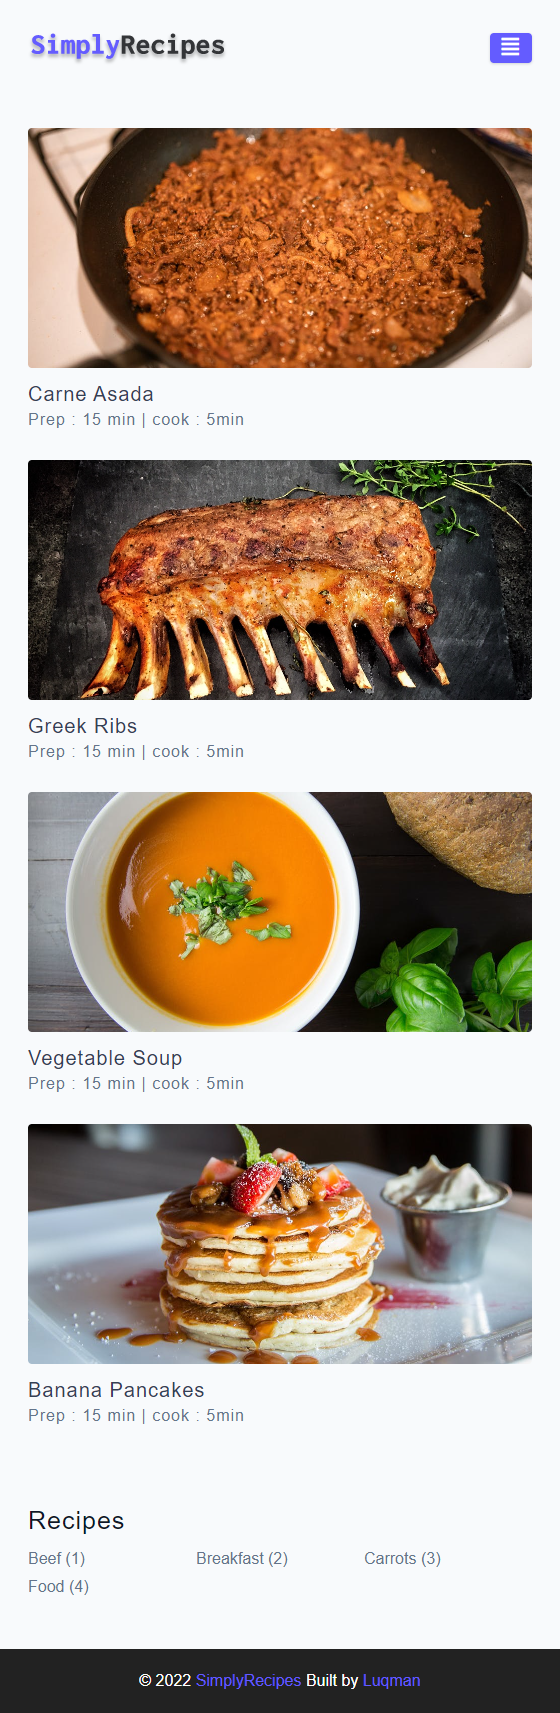 SimplyRecipes
Carne Asada
Prep : 15 min | cook : 5min
Greek Ribs
Prep : 15 min | cook : 5min
Vegetable Soup
Prep : 15 min | cook : 5min
Banana Pancakes
Prep : 15 min | cook : 5min
Recipes
Beef (1) Breakfast (2) Carrots (3)
Food (4)
© 2022 SimplyRecipes Built by Luqman